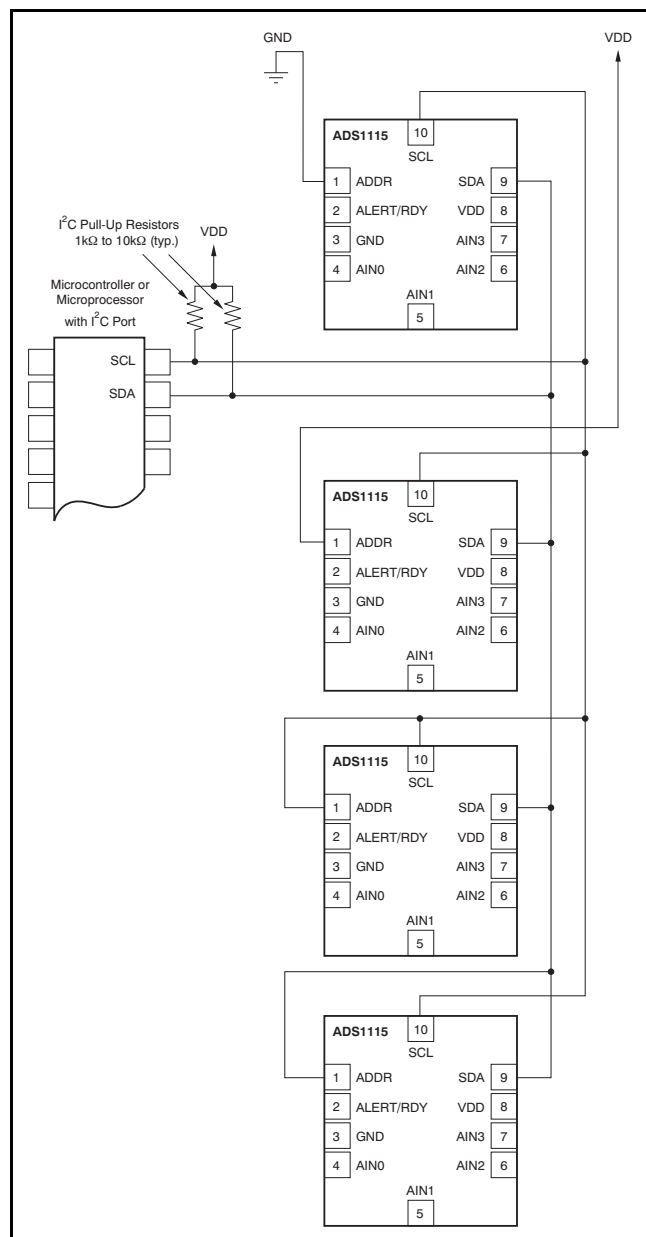 GND
VDD
ADS1115
10
SCL
1 ADDR SDA 9
2 ALERT/RDY VDD 8
3 GND AIN3 7
4 AIN0 AIN2 6
AIN1
5
I²C Pull-Up Resistors
1kΩ to 10kΩ (typ.)
VDD
Microcontroller or
Microprocessor
with I²C Port
SCL
SDA
ADS1115
10
SCL
1 ADDR SDA 9
2 ALERT/RDY VDD 8
3 GND AIN3 7
4 AIN0 AIN2 6
AIN1
5
ADS1115
10
SCL
1 ADDR SDA 9
2 ALERT/RDY VDD 8
3 GND AIN3 7
4 AIN0 AIN2 6
AIN1
5
ADS1115
10
SCL
1 ADDR SDA 9
2 ALERT/RDY VDD 8
3 GND AIN3 7
4 AIN0 AIN2 6
AIN1
5